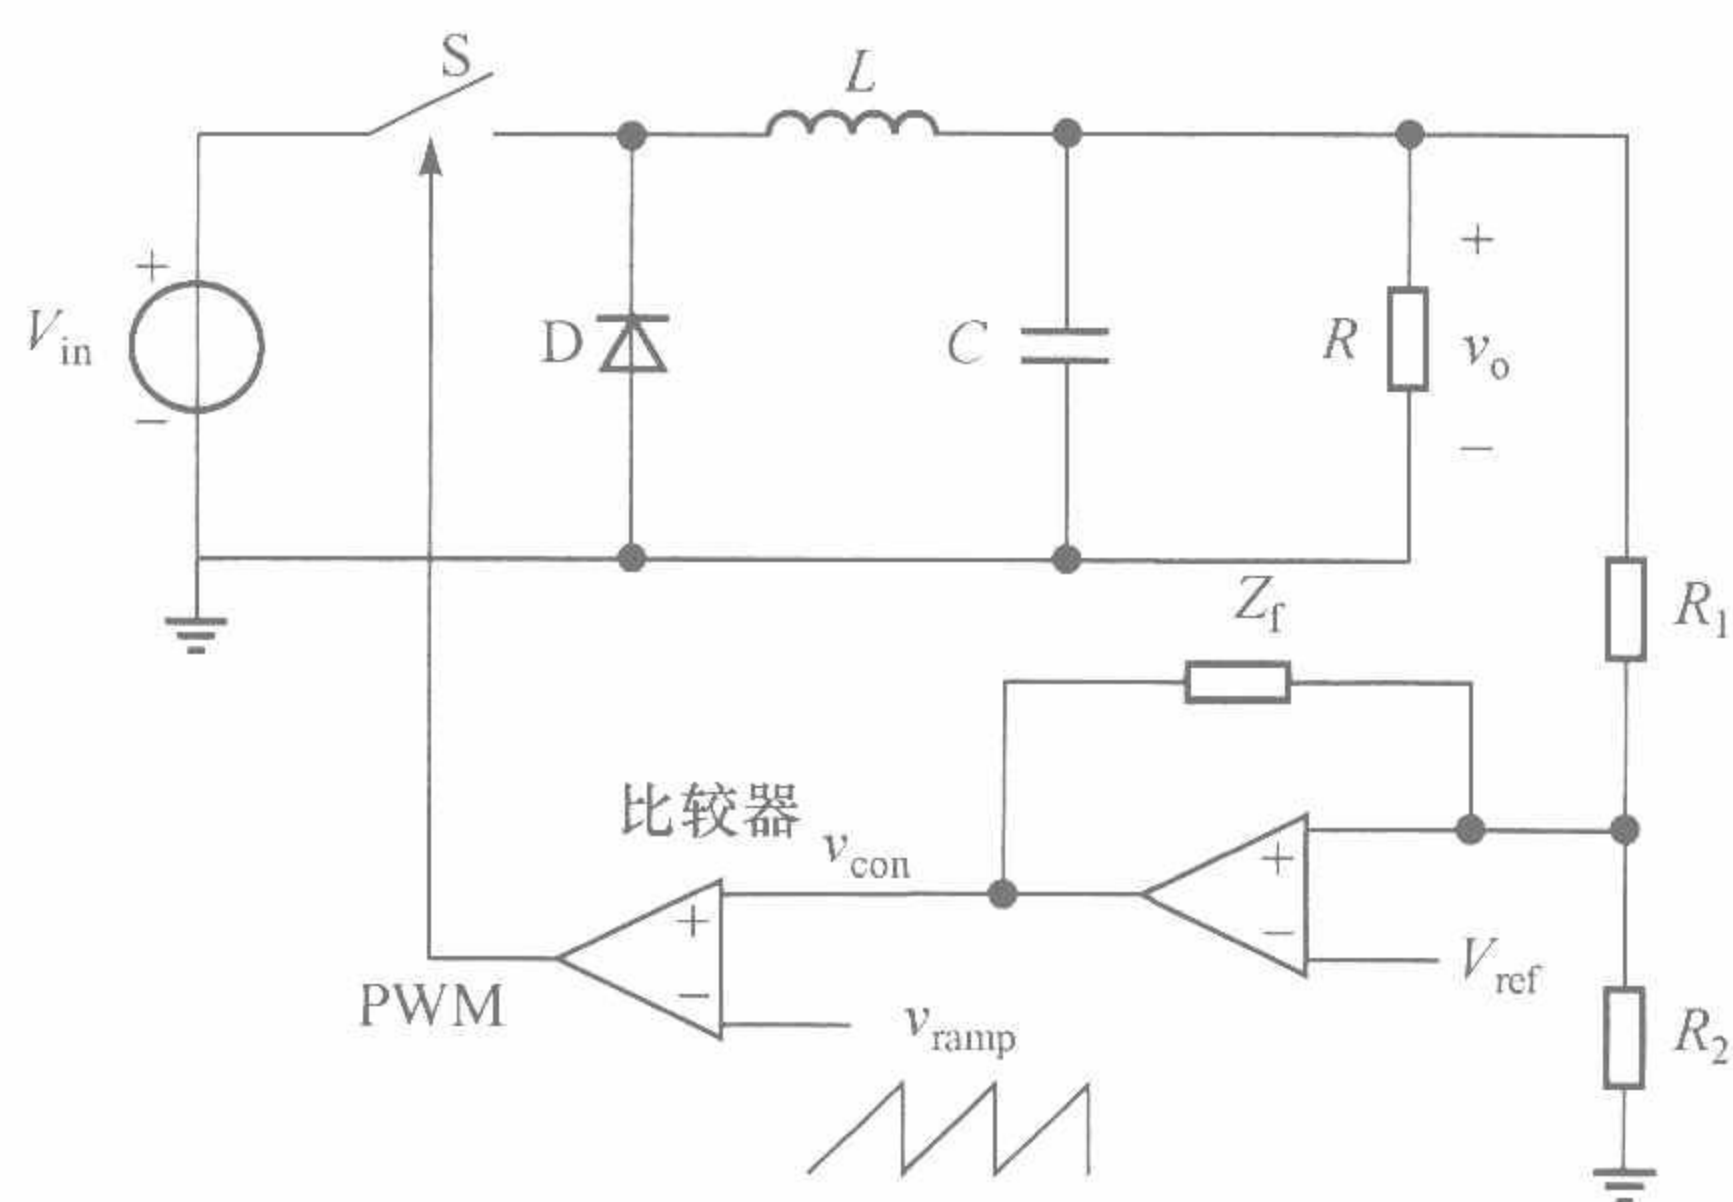 S
L
+
V_in
−
D
C
R
+
v_o
−
Z_f
R_1
比较器
v_con
+
−
+
−
V_ref
PWM
v_ramp
R_2